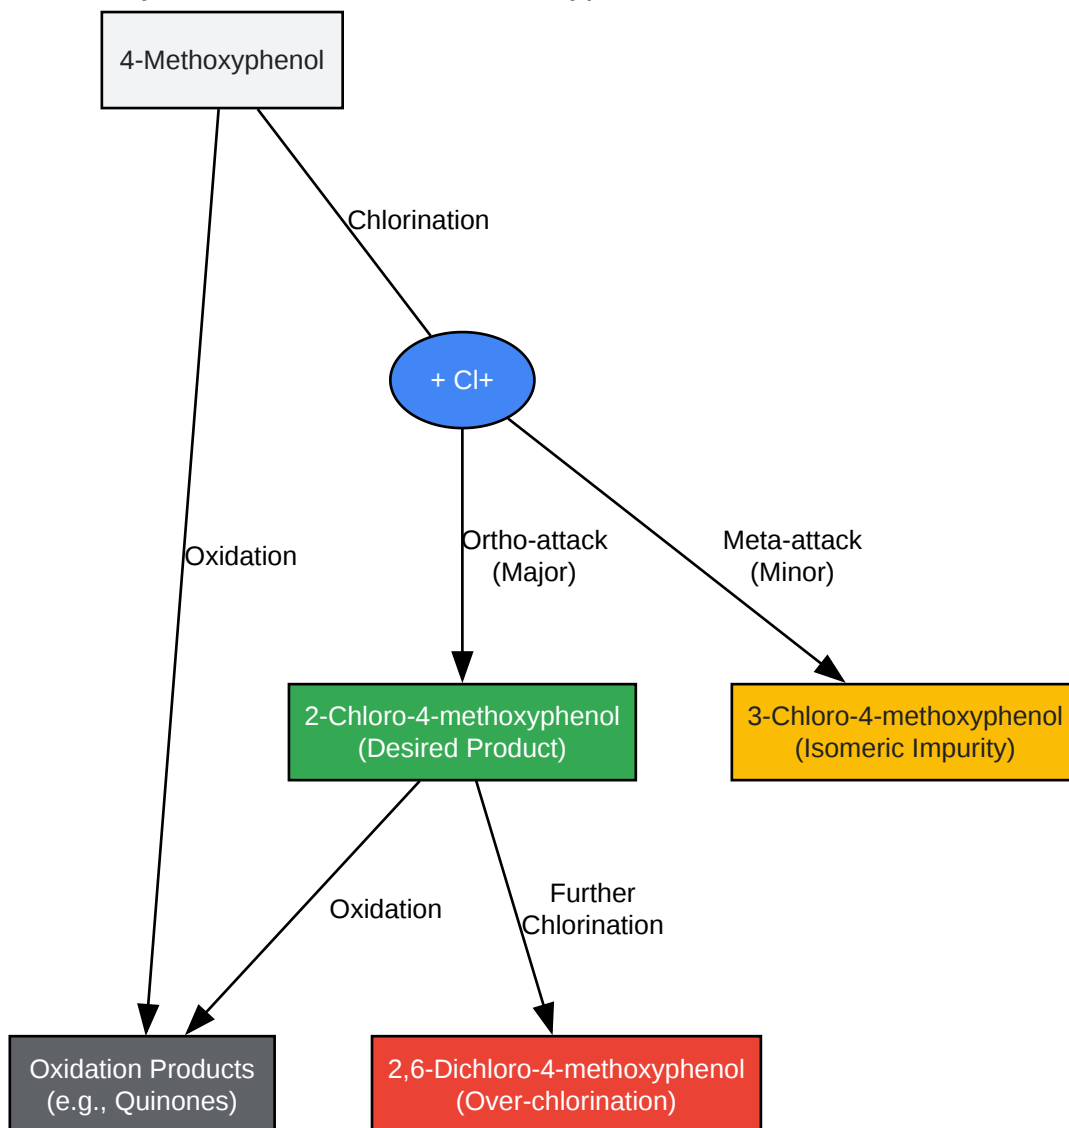 4-Methoxyphenol
Chlorination
+ Cl+
Oxidation
Ortho-attack
(Major)
Meta-attack
(Minor)
2-Chloro-4-methoxyphenol
(Desired Product)
3-Chloro-4-methoxyphenol
(Isomeric Impurity)
Oxidation
Further
Chlorination
Oxidation Products
(e.g., Quinones)
2,6-Dichloro-4-methoxyphenol
(Over-chlorination)